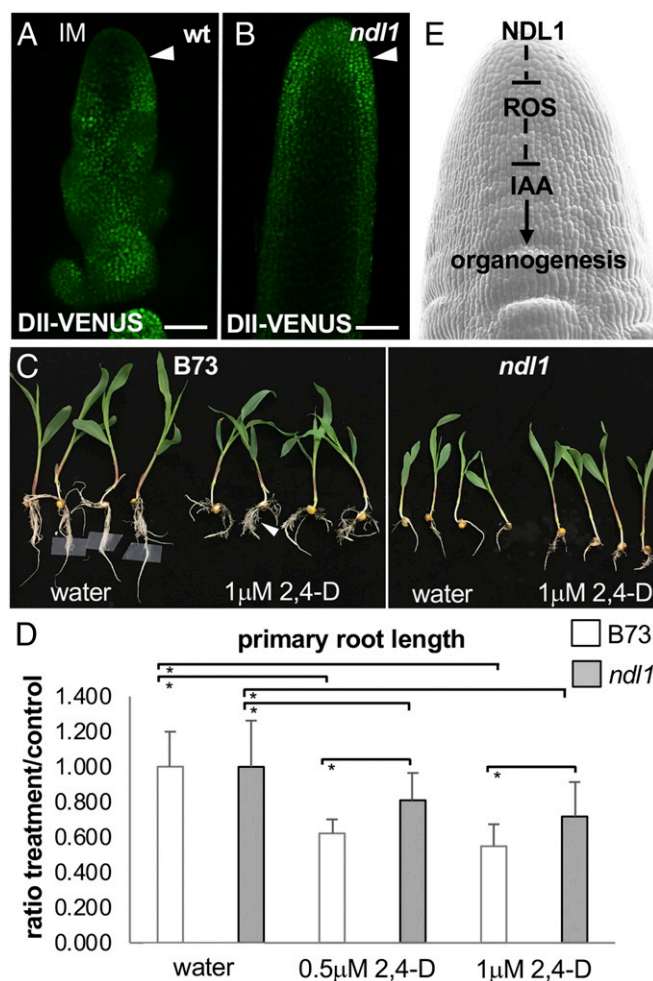 A IM wt
DII-VENUS
B ndl1
DII-VENUS
E NDL1
ROS
IAA
organogenesis
C B73
water 1μM 2,4-D
ndl1
water 1μM 2,4-D
D primary root length
B73
ndl1
ratio treatment/control
1.400
1.200
1.000
0.800
0.600
0.400
0.200
0.000
*
*
*
*
*
*
water 0.5μM 2,4-D 1μM 2,4-D